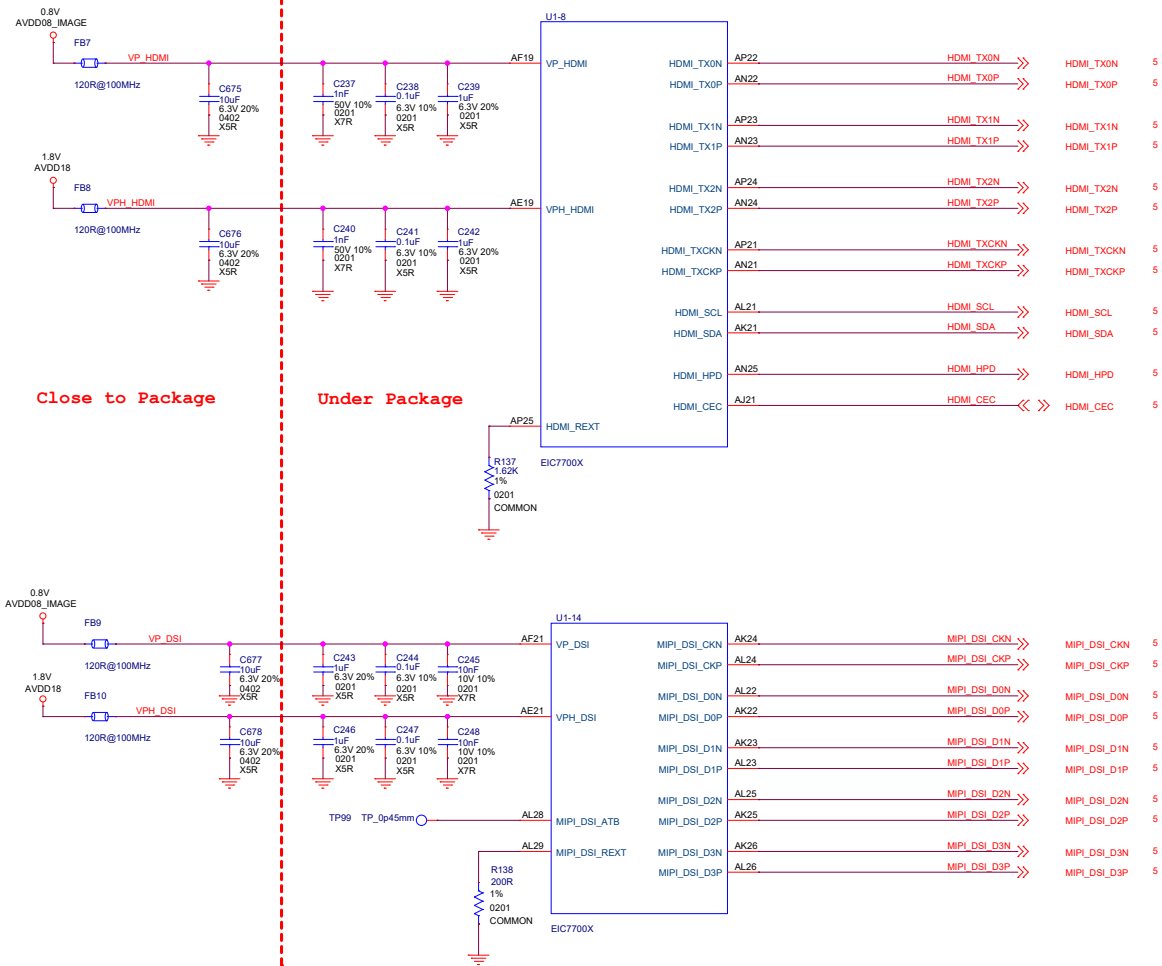 0.8V
AVDD08_IMAGE
FB7
VP_HDMI
120R@100MHz
C675
10uF
6.3V 20%
0402
X5R
C237
1nF
50V 10%
0201
X7R
C238
0.1uF
6.3V 10%
0201
X5R
C239
1uF
6.3V 20%
0201
X5R
1.8V
AVDD18
FB8
VPH_HDMI
120R@100MHz
C676
10uF
6.3V 20%
0402
X5R
C240
1nF
50V 10%
0201
X7R
C241
0.1uF
6.3V 10%
0201
X5R
C242
1uF
6.3V 20%
0201
X5R
Close to Package
Under Package
U1-8
AF19 VP_HDMI
AE19 VPH_HDMI
AP25 HDMI_REXT
R137
1.62K
1%
0201
COMMON
EIC7700X
HDMI_TX0N AP22 HDMI_TX0N HDMI_TX0N 5
HDMI_TX0P AN22 HDMI_TX0P HDMI_TX0P 5
HDMI_TX1N AP23 HDMI_TX1N HDMI_TX1N 5
HDMI_TX1P AN23 HDMI_TX1P HDMI_TX1P 5
HDMI_TX2N AP24 HDMI_TX2N HDMI_TX2N 5
HDMI_TX2P AN24 HDMI_TX2P HDMI_TX2P 5
HDMI_TXCKN AP21 HDMI_TXCKN HDMI_TXCKN 5
HDMI_TXCKP AN21 HDMI_TXCKP HDMI_TXCKP 5
HDMI_SCL AL21 HDMI_SCL HDMI_SCL 5
HDMI_SDA AK21 HDMI_SDA HDMI_SDA 5
HDMI_HPD AN25 HDMI_HPD HDMI_HPD 5
HDMI_CEC AJ21 HDMI_CEC HDMI_CEC 5
0.8V
AVDD08_IMAGE
FB9
VP_DSI
120R@100MHz
C677
10uF
6.3V 20%
0402
X5R
C243
1uF
6.3V 20%
0201
X5R
C244
0.1uF
6.3V 10%
0201
X5R
C245
10nF
10V 10%
0201
X7R
1.8V
AVDD18
FB10
VPH_DSI
120R@100MHz
C678
10uF
6.3V 20%
0402
X5R
C246
1uF
6.3V 20%
0201
X5R
C247
0.1uF
6.3V 10%
0201
X5R
C248
10nF
10V 10%
0201
X7R
TP99 TP_0p45mm
U1-14
AF21 VP_DSI
AE21 VPH_DSI
AL28 MIPI_DSI_ATB
AL29 MIPI_DSI_REXT
R138
200R
1%
0201
COMMON
EIC7700X
MIPI_DSI_CKN AK24 MIPI_DSI_CKN MIPI_DSI_CKN 5
MIPI_DSI_CKP AL24 MIPI_DSI_CKP MIPI_DSI_CKP 5
MIPI_DSI_D0N AL22 MIPI_DSI_D0N MIPI_DSI_D0N 5
MIPI_DSI_D0P AK22 MIPI_DSI_D0P MIPI_DSI_D0P 5
MIPI_DSI_D1N AK23 MIPI_DSI_D1N MIPI_DSI_D1N 5
MIPI_DSI_D1P AL23 MIPI_DSI_D1P MIPI_DSI_D1P 5
MIPI_DSI_D2N AL25 MIPI_DSI_D2N MIPI_DSI_D2N 5
MIPI_DSI_D2P AK25 MIPI_DSI_D2P MIPI_DSI_D2P 5
MIPI_DSI_D3N AK26 MIPI_DSI_D3N MIPI_DSI_D3N 5
MIPI_DSI_D3P AL26 MIPI_DSI_D3P MIPI_DSI_D3P 5